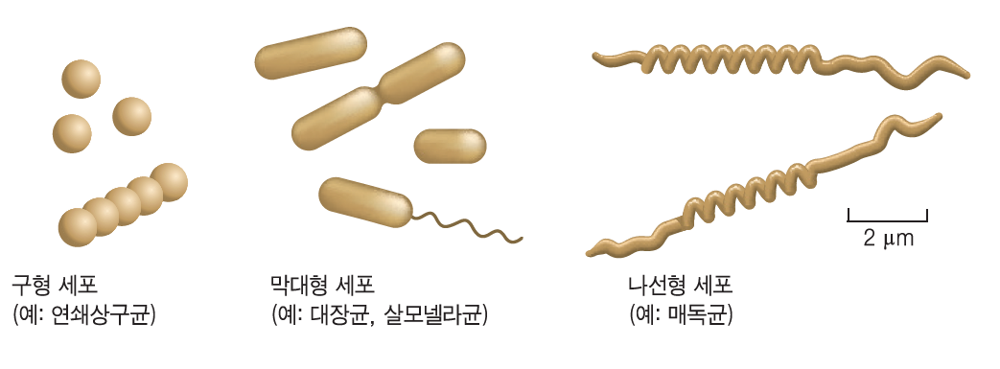 2 μm
구형 세포
(예: 연쇄상구균)
막대형 세포
(예: 대장균, 살모넬라균)
나선형 세포
(예: 매독균)